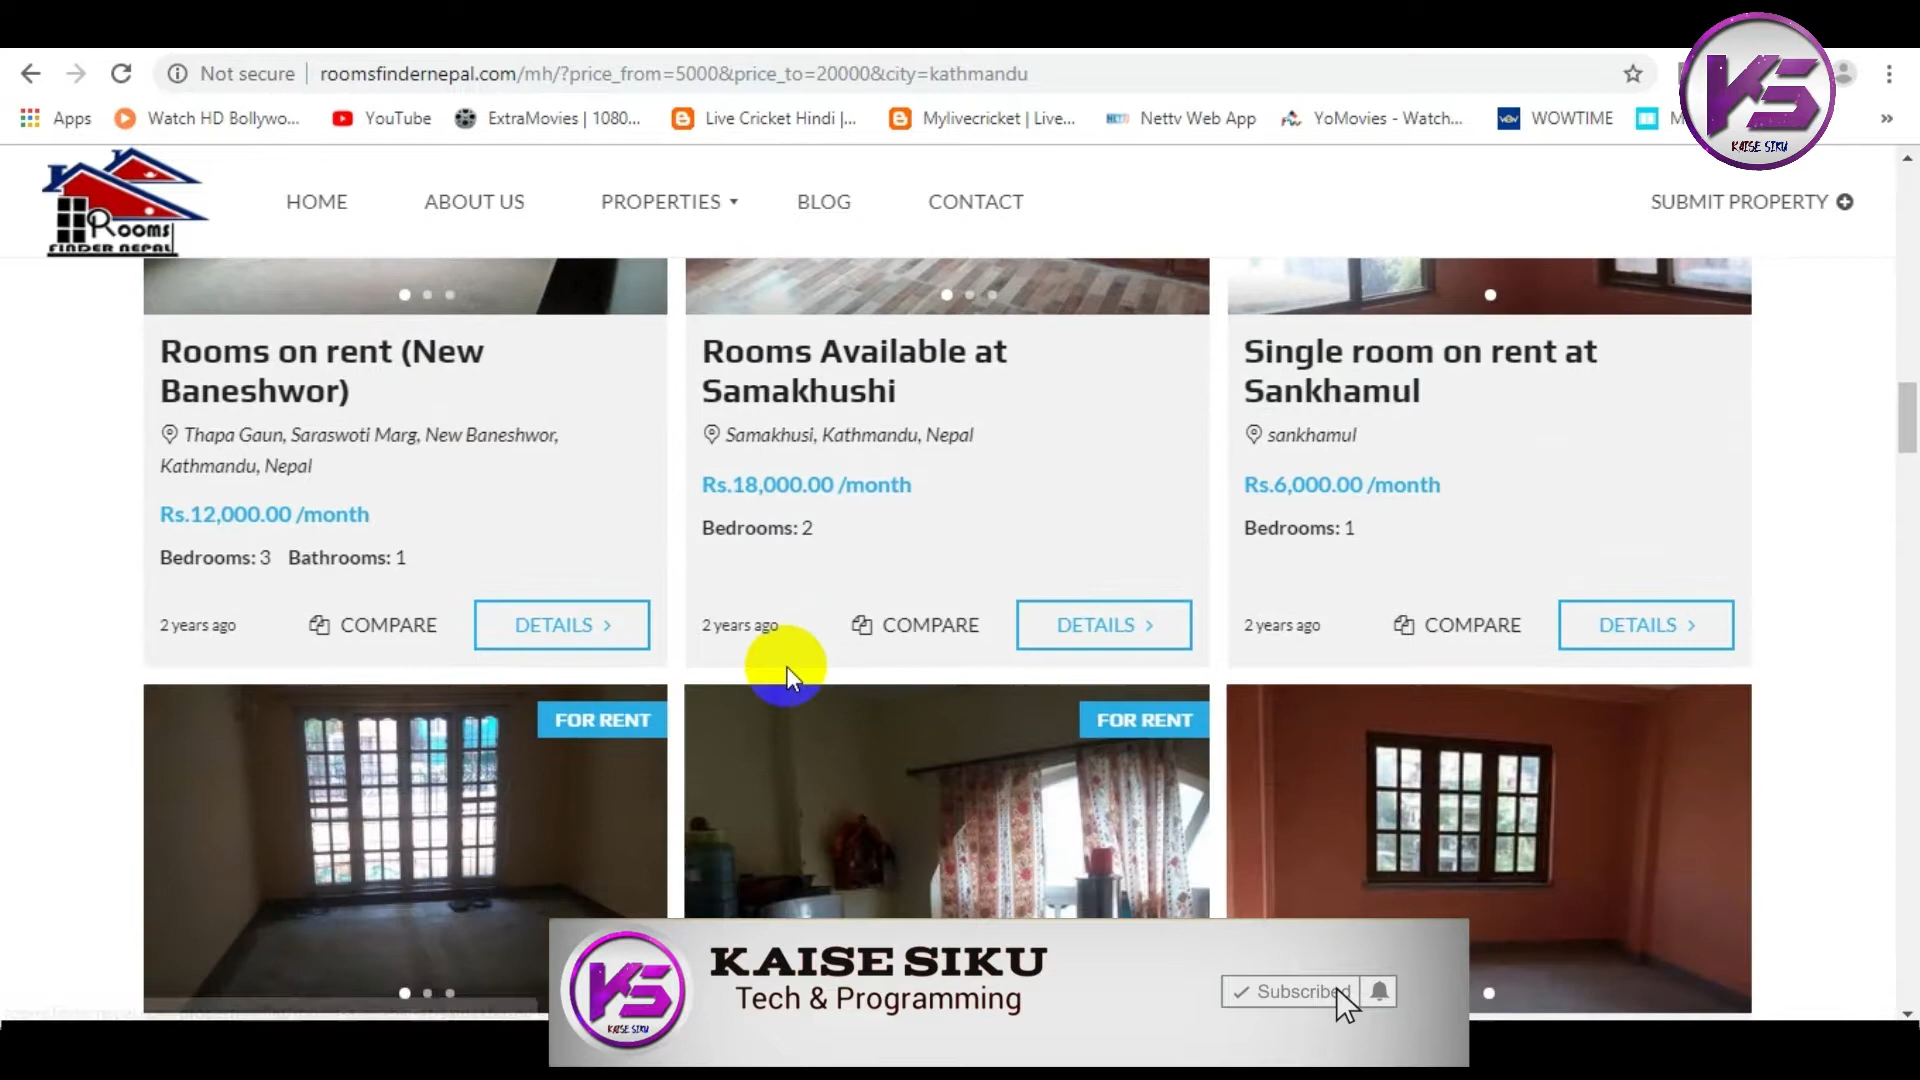 Not secure
roomsfindernepal.com/mh/?price_from=5000&price_to=20000&city=kathmandu
KS
KAISE SIKU
Apps
Watch HD Bollywo...
YouTube
ExtraMovies | 1080...
Live Cricket Hindi |...
Mylivecricket | Live...
Nettv Web App
YoMovies - Watch...
WOWTIME
M
»
Rooms
FINDER NEPAL
HOME
ABOUT US
PROPERTIES
BLOG
CONTACT
SUBMIT PROPERTY
Rooms on rent (New
Baneshwor)
Thapa Gaun, Saraswoti Marg, New Baneshwor,
Kathmandu, Nepal
Rs.12,000.00 /month
Bedrooms: 3 Bathrooms: 1
2 years ago
COMPARE
DETAILS >
Rooms Available at
Samakhushi
Samakhusi, Kathmandu, Nepal
Rs.18,000.00 /month
Bedrooms: 2
2 years ago
COMPARE
DETAILS >
Single room on rent at
Sankhamul
sankhamul
Rs.6,000.00 /month
Bedrooms: 1
2 years ago
COMPARE
DETAILS >
FOR RENT
FOR RENT
KS
KAISE SIKU
KAISE SIKU
Tech & Programming
Subscribed